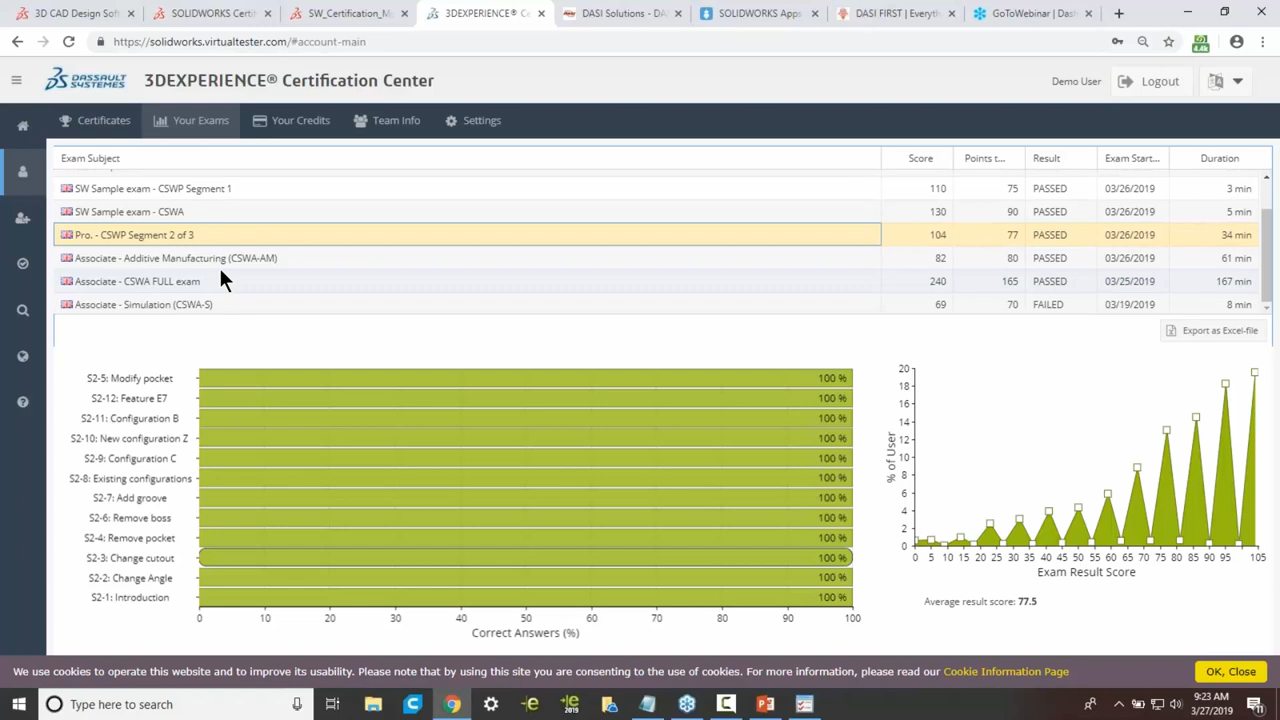 3D CAD Design Soft
SOLIDWORKS Certifi
SW_Certification_M
3DEXPERIENCE® Ce
DASI Solutions - DA
SOLIDWORKS Apps
DASI FIRST | Everyth
GoToWebinar | Dash
https://solidworks.virtualtester.com/#account-main
4.4k
DASSAULT SYSTEMES
3DEXPERIENCE® Certification Center
Demo User
Logout
Certificates
Your Exams
Your Credits
Team Info
Settings
Exam Subject Score Points t... Result Exam Start... Duration
SW Sample exam - CSWP Segment 1 110 75 PASSED 03/26/2019 3 min
SW Sample exam - CSWA 130 90 PASSED 03/26/2019 5 min
Pro. - CSWP Segment 2 of 3 104 77 PASSED 03/26/2019 34 min
Associate - Additive Manufacturing (CSWA-AM) 82 80 PASSED 03/26/2019 61 min
Associate - CSWA FULL exam 240 165 PASSED 03/25/2019 167 min
Associate - Simulation (CSWA-S) 69 70 FAILED 03/19/2019 8 min
Export as Excel-file
S2-5: Modify pocket 100 %
S2-12: Feature E7 100 %
S2-11: Configuration B 100 %
S2-10: New configuration Z 100 %
S2-9: Configuration C 100 %
S2-8: Existing configurations 100 %
S2-7: Add groove 100 %
S2-6: Remove boss 100 %
S2-4: Remove pocket 100 %
S2-3: Change cutout 100 %
S2-2: Change Angle 100 %
S2-1: Introduction 100 %
0 10 20 30 40 50 60 70 80 90 100
Correct Answers (%)
20
18
16
14
12
10
8
6
4
2
0
% of User
0 5 10 15 20 25 30 35 40 45 50 55 60 65 70 75 80 85 90 95 105
Exam Result Score
Average result score: 77.5
We use cookies to operate this website and to improve its usability. Please note that by using this site you are consenting to the use of cookies. For more information, please read our Cookie Information Page
OK, Close
Type here to search
2019
9:23 AM
3/27/2019